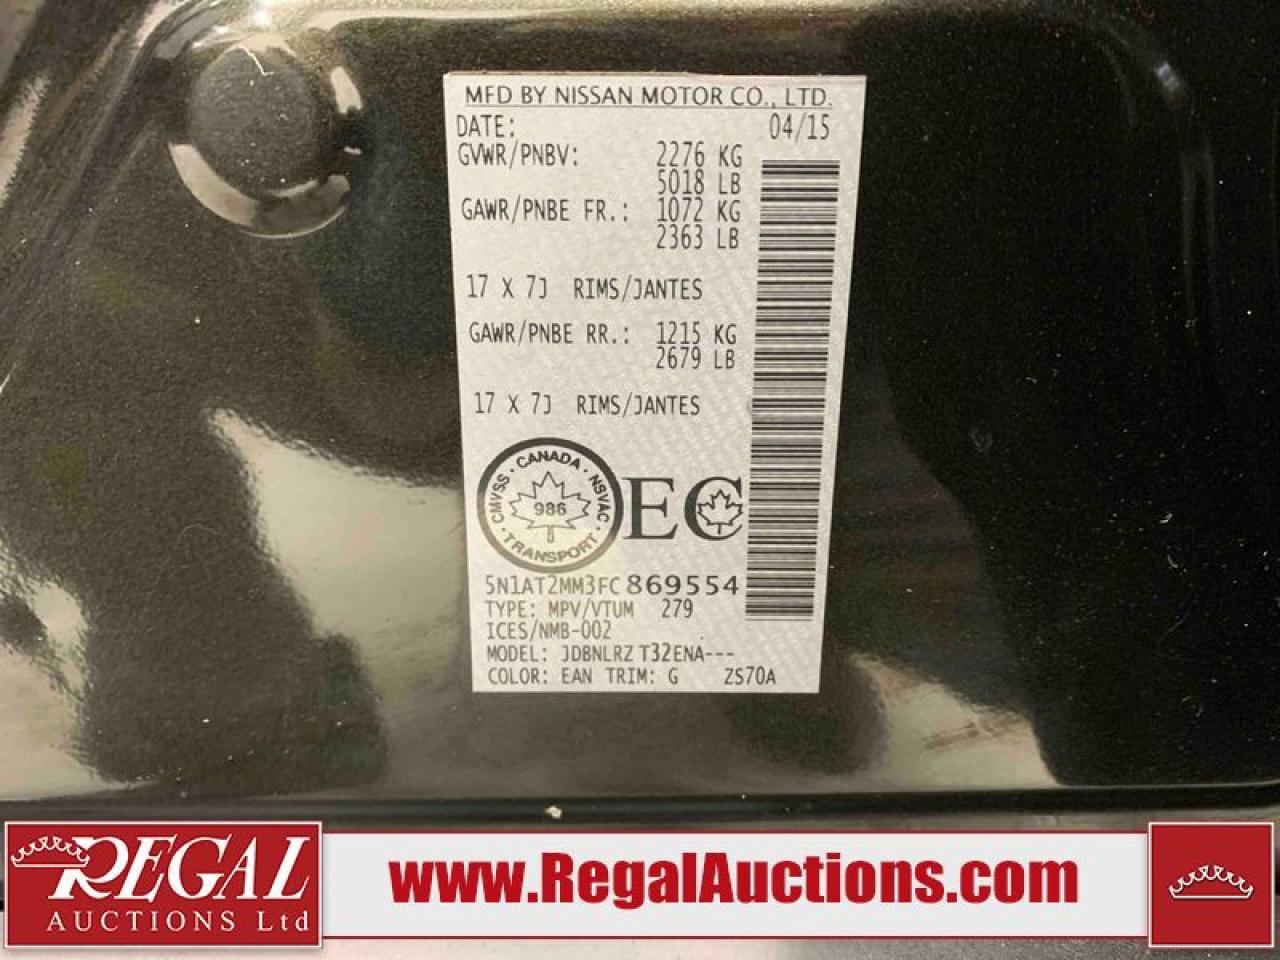 MFD BY NISSAN MOTOR CO., LTD.
DATE: 04/15
GVWR/PNBV: 2276 KG
5018 LB
GAWR/PNBE FR.: 1072 KG
2363 LB
17 X 7J RIMS/JANTES
GAWR/PNBE RR.: 1215 KG
2679 LB
17 X 7J RIMS/JANTES
CMVSS · CANADA · NSVAC · TRANSPORT ·
986
EC
5N1AT2MM3FC869554
TYPE: MPV/VTUM 279
ICES/NMB-002
MODEL: JDBNLRZ T32ENA---
COLOR: EAN TRIM: G ZS70A
REGAL
AUCTIONS Ltd
www.RegalAuctions.com